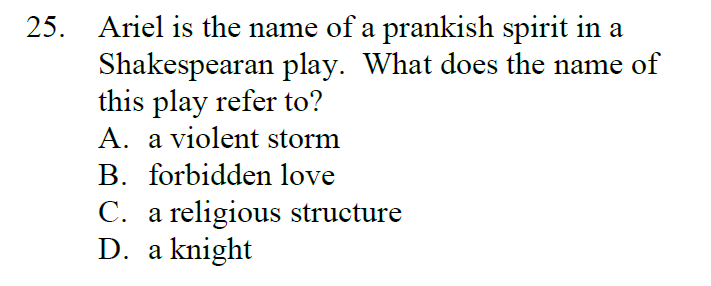 25. Ariel is the name of a prankish spirit in a
Shakespearan play. What does the name of
this play refer to?
A. a violent storm
B. forbidden love
C. a religious structure
D. a knight